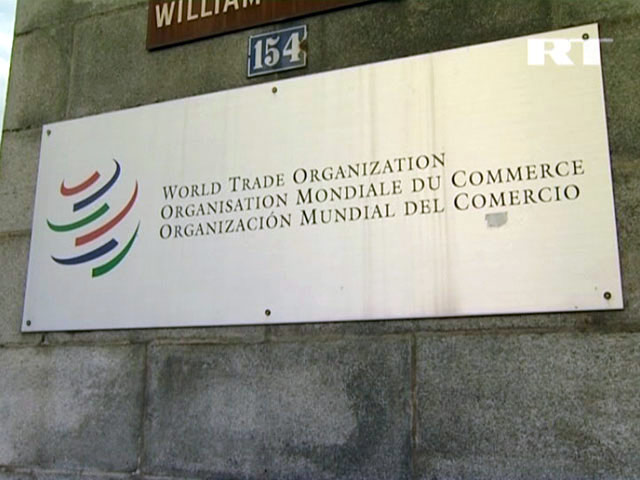 WILLIAM
154
RT
WORLD TRADE ORGANIZATION
ORGANISATION MONDIALE DU COMMERCE
ORGANIZACIÓN MUNDIAL DEL COMERCIO